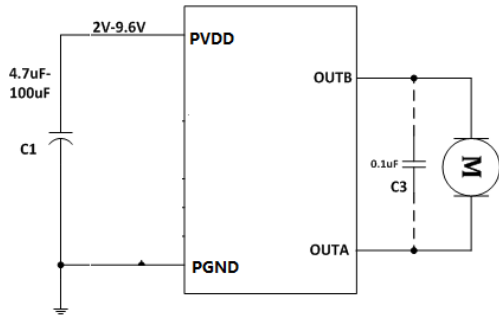 2V-9.6V
PVDD
4.7uF-
100uF
C1
OUTB
0.1uF
C3
M
OUTA
PGND